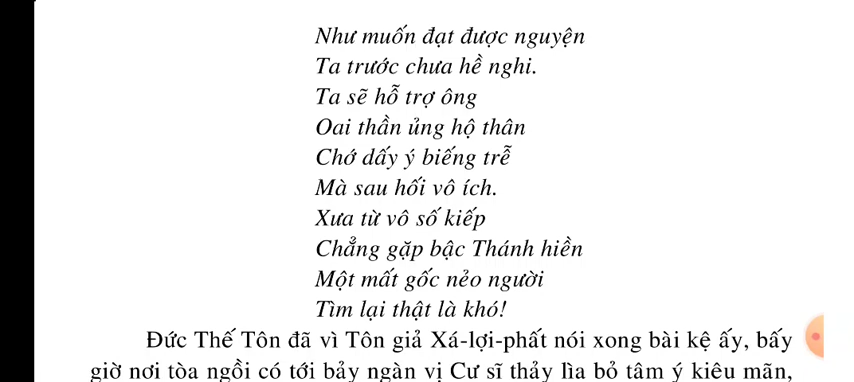 Như muốn đạt được nguyện
Ta trước chưa hề nghi.
Ta sẽ hỗ trợ ông
Oai thần ủng hộ thân
Chớ dấy ý biếng trễ
Mà sau hối vô ích.
Xưa từ vô số kiếp
Chẳng gặp bậc Thánh hiền
Một mất gốc nẻo người
Tìm lại thật là khó!
Đức Thế Tôn đã vì Tôn giả Xá-lợi-phất nói xong bài kệ ấy, bấy
giờ nơi tòa ngồi có tới bảy ngàn vị Cư sĩ thảy lìa bỏ tâm ý kiêu mãn,